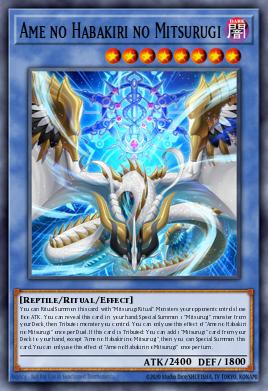 Ame no Habakiri no Mitsurugi
DARK
闇
[Reptile/Ritual/Effect]
You can Ritual Summon this card with "Mitsurugi Ritual". Monsters your opponent controls lose
800 ATK. You can reveal this card in your hand; Special Summon 1 "Mitsurugi" monster from
your Deck, then Tribute 1 monster you control. You can only use this effect of "Ame no Habakiri
no Mitsurugi" once per Duel. If this card is Tributed: You can add 1 "Mitsurugi" card from your
Deck to your hand, except "Ame no Habakiri no Mitsurugi", then you can Special Summon this
card. You can only use this effect of "Ame no Habakiri no Mitsurugi" once per turn.
ATK/2400 DEF/1800